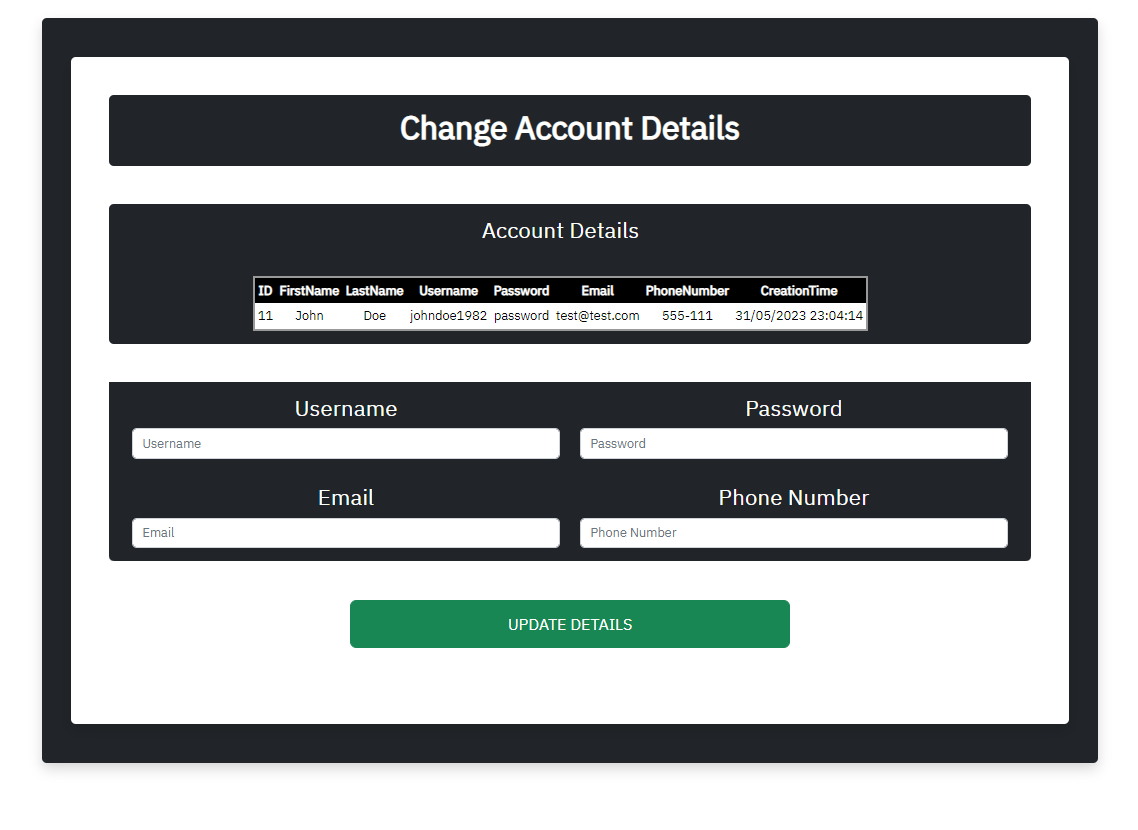 Change Account Details
Account Details
ID FirstName LastName Username Password Email PhoneNumber CreationTime
11 John Doe johndoe1982 password test@test.com 555-111 31/05/2023 23:04:14
Username Password
Username Password
Email Phone Number
Email Phone Number
UPDATE DETAILS